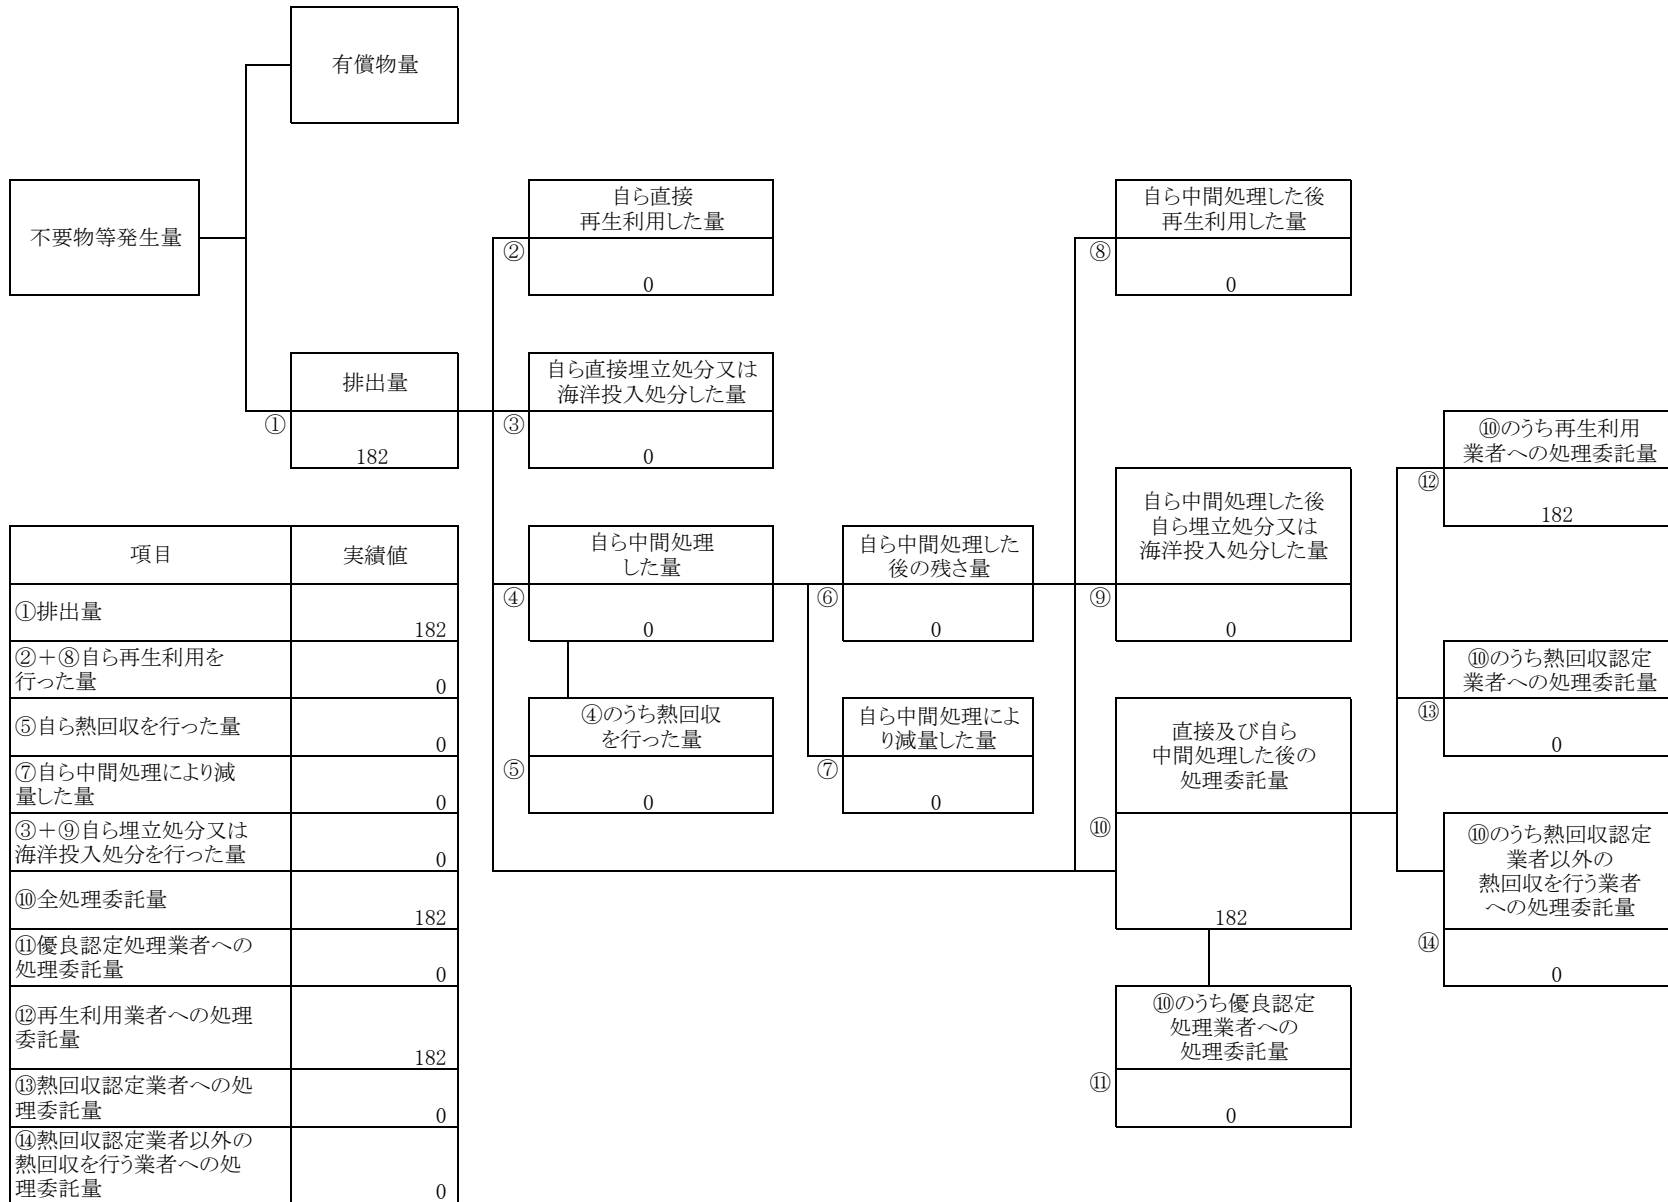 有償物量
不要物等発生量
自ら直接
再生利用した量
②
0
自ら中間処理した後
再生利用した量
⑧
0
排出量
①
182
自ら直接埋立処分又は
海洋投入処分した量
③
0
⑩のうち再生利用
業者への処理委託量
⑫
182
自ら中間処理した後
自ら埋立処分又は
海洋投入処分した量
⑨
0
自ら中間処理
した量
④
0
自ら中間処理した
後の残さ量
⑥
0
⑩のうち熱回収認定
業者への処理委託量
⑬
0
④のうち熱回収
を行った量
⑤
0
自ら中間処理によ
り減量した量
⑦
0
直接及び自ら
中間処理した後の
処理委託量
⑩
182
⑩のうち熱回収認定
業者以外の
熱回収を行う業者
への処理委託量
⑭
0
⑩のうち優良認定
処理業者への
処理委託量
⑪
0
項目 実績値
①排出量
182
②＋⑧自ら再生利用を
行った量 0
⑤自ら熱回収を行った量
0
⑦自ら中間処理により減
量した量 0
③＋⑨自ら埋立処分又は
海洋投入処分を行った量 0
⑩全処理委託量
182
⑪優良認定処理業者への
処理委託量 0
⑫再生利用業者への処理
委託量
182
⑬熱回収認定業者への処
理委託量 0
⑭熱回収認定業者以外の
熱回収を行う業者への処
理委託量 0